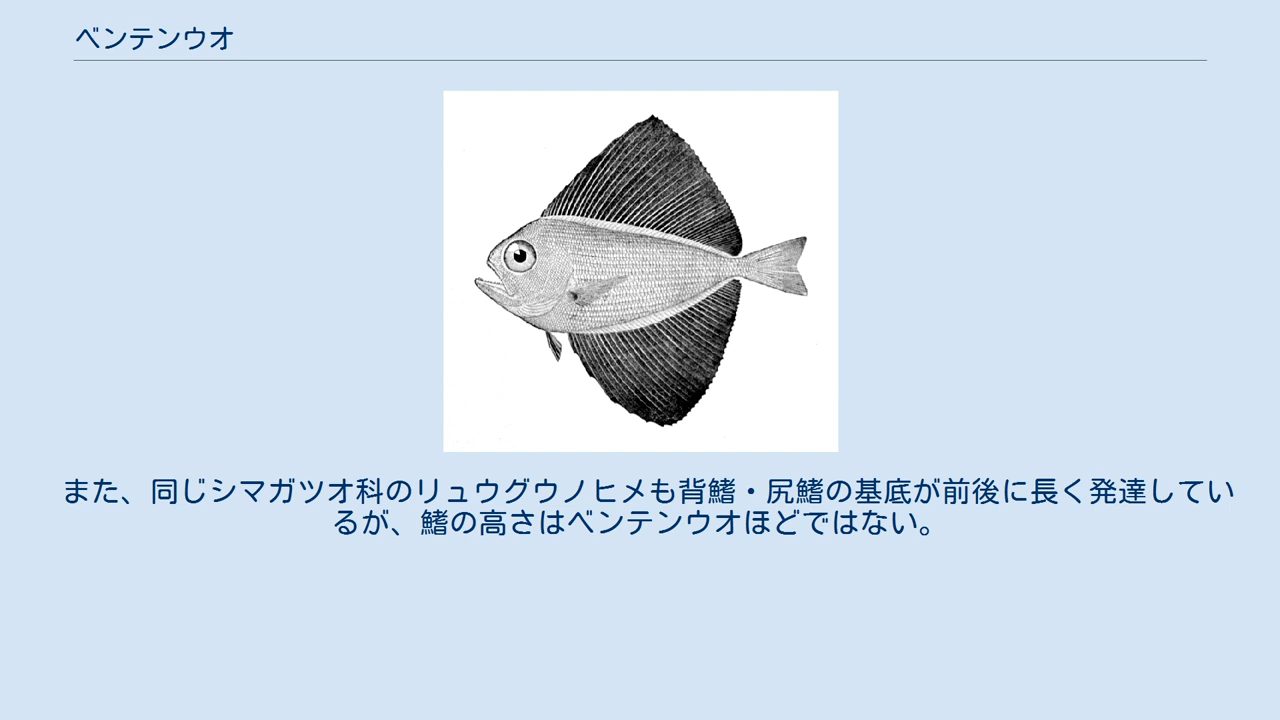 ベンテンウオ
また、同じシマガツオ科のリュウグウノヒメも背鰭・尻鰭の基底が前後に長く発達してい
るが、鰭の高さはベンテンウオほどではない。